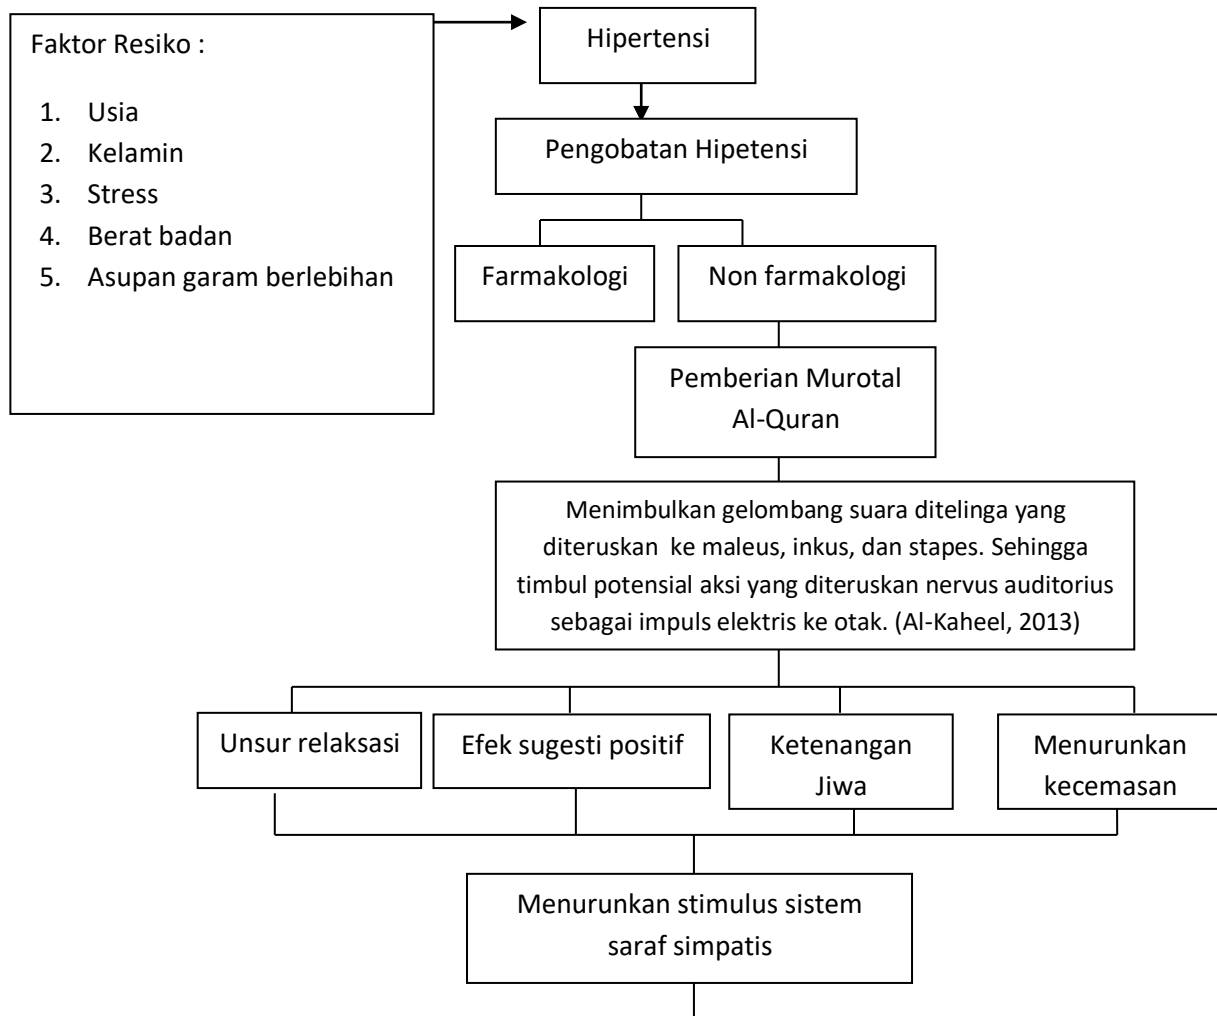 Faktor Resiko :
1. Usia
2. Kelamin
3. Stress
4. Berat badan
5. Asupan garam berlebihan
Hipertensi
Pengobatan Hipetensi
Farmakologi
Non farmakologi
Pemberian Murotal
Al-Quran
Menimbulkan gelombang suara ditelinga yang
diteruskan ke maleus, inkus, dan stapes. Sehingga
timbul potensial aksi yang diteruskan nervus auditorius
sebagai impuls elektris ke otak. (Al-Kaheel, 2013)
Unsur relaksasi
Efek sugesti positif
Ketenangan
Jiwa
Menurunkan
kecemasan
Menurunkan stimulus sistem
saraf simpatis